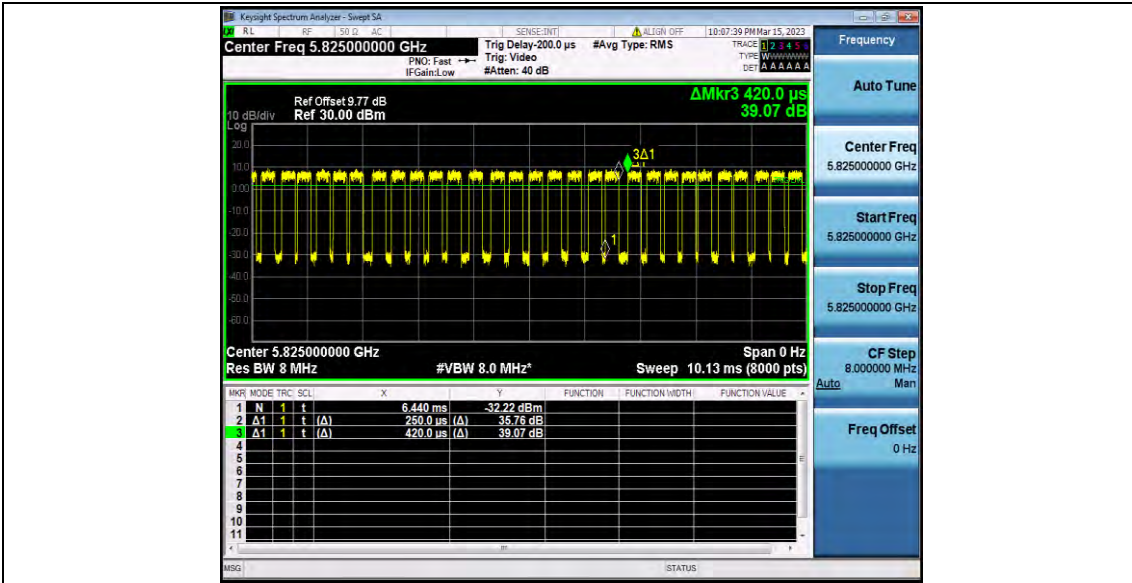 Keysight Spectrum Analyzer - Swept SA
RL RF 50 Ω AC SENSE:INT ALIGN OFF 10:07:39 PM Mar 15, 2023
Center Freq 5.825000000 GHz
PNO: Fast
IFGain:Low
Trig Delay-200.0 µs
Trig: Video
#Atten: 40 dB
#Avg Type: RMS
TRACE 1 2 3 4 5 6
TYPE W
DET A A A A A A
ΔMkr3 420.0 µs
39.07 dB
Ref Offset 9.77 dB
10 dB/div Ref 30.00 dBm
Log
20.0
10.0
0.00
-10.0
-20.0
-30.0
-40.0
-50.0
-60.0
3Δ1
1
Center 5.825000000 GHz Span 0 Hz
Res BW 8 MHz #VBW 8.0 MHz* Sweep 10.13 ms (8000 pts)
MKR MODE TRC SCL X Y FUNCTION FUNCTION WIDTH FUNCTION VALUE
1 N 1 t 6.440 ms -32.22 dBm
2 Δ1 1 t (Δ) 250.0 µs (Δ) 35.76 dB
3 Δ1 1 t (Δ) 420.0 µs (Δ) 39.07 dB
4
5
6
7
8
9
10
11
MSG STATUS
Frequency
Auto Tune
Center Freq
5.825000000 GHz
Start Freq
5.825000000 GHz
Stop Freq
5.825000000 GHz
CF Step
8.000000 MHz
Auto Man
Freq Offset
0 Hz